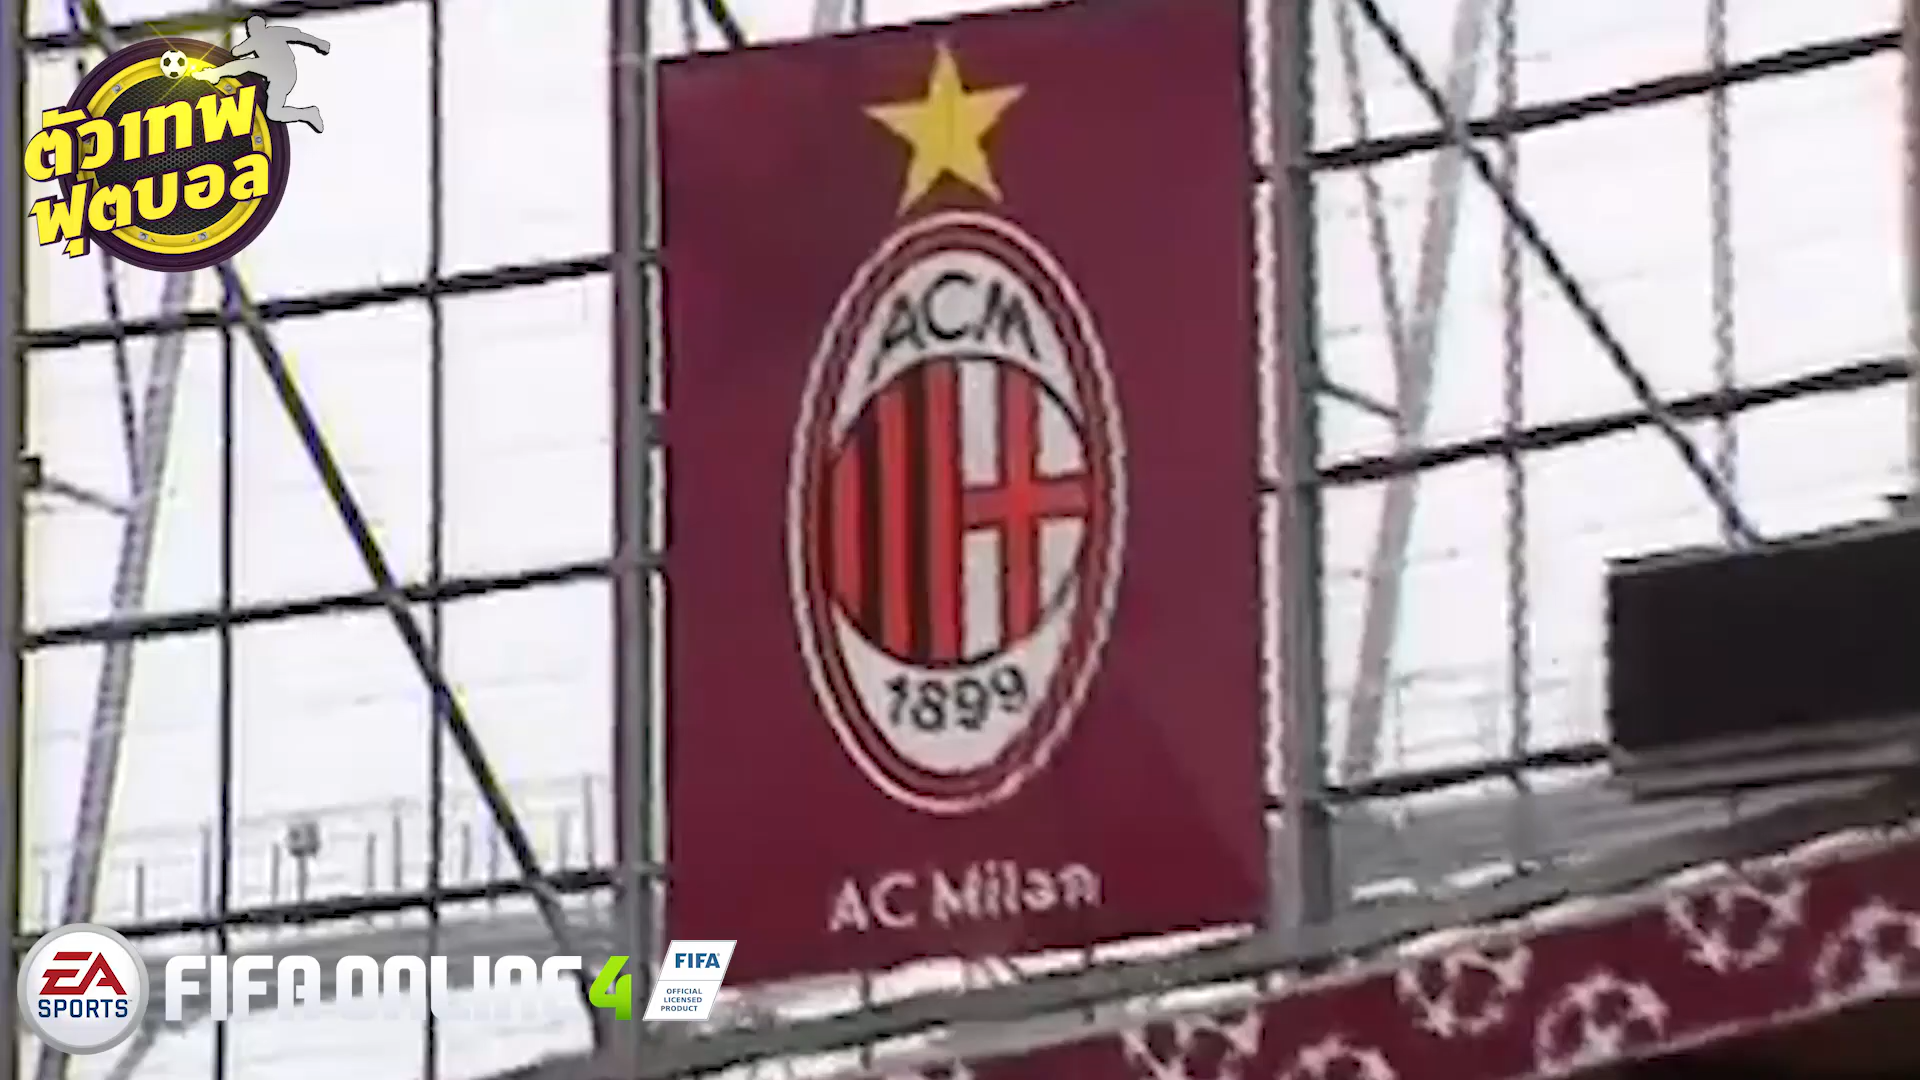 ตัวเทพ
ฟุตบอล
ACM
1899
AC Milan
EA
SPORTS
FIFA ONLINE 4
FIFA
OFFICIAL
LICENSED
PRODUCT